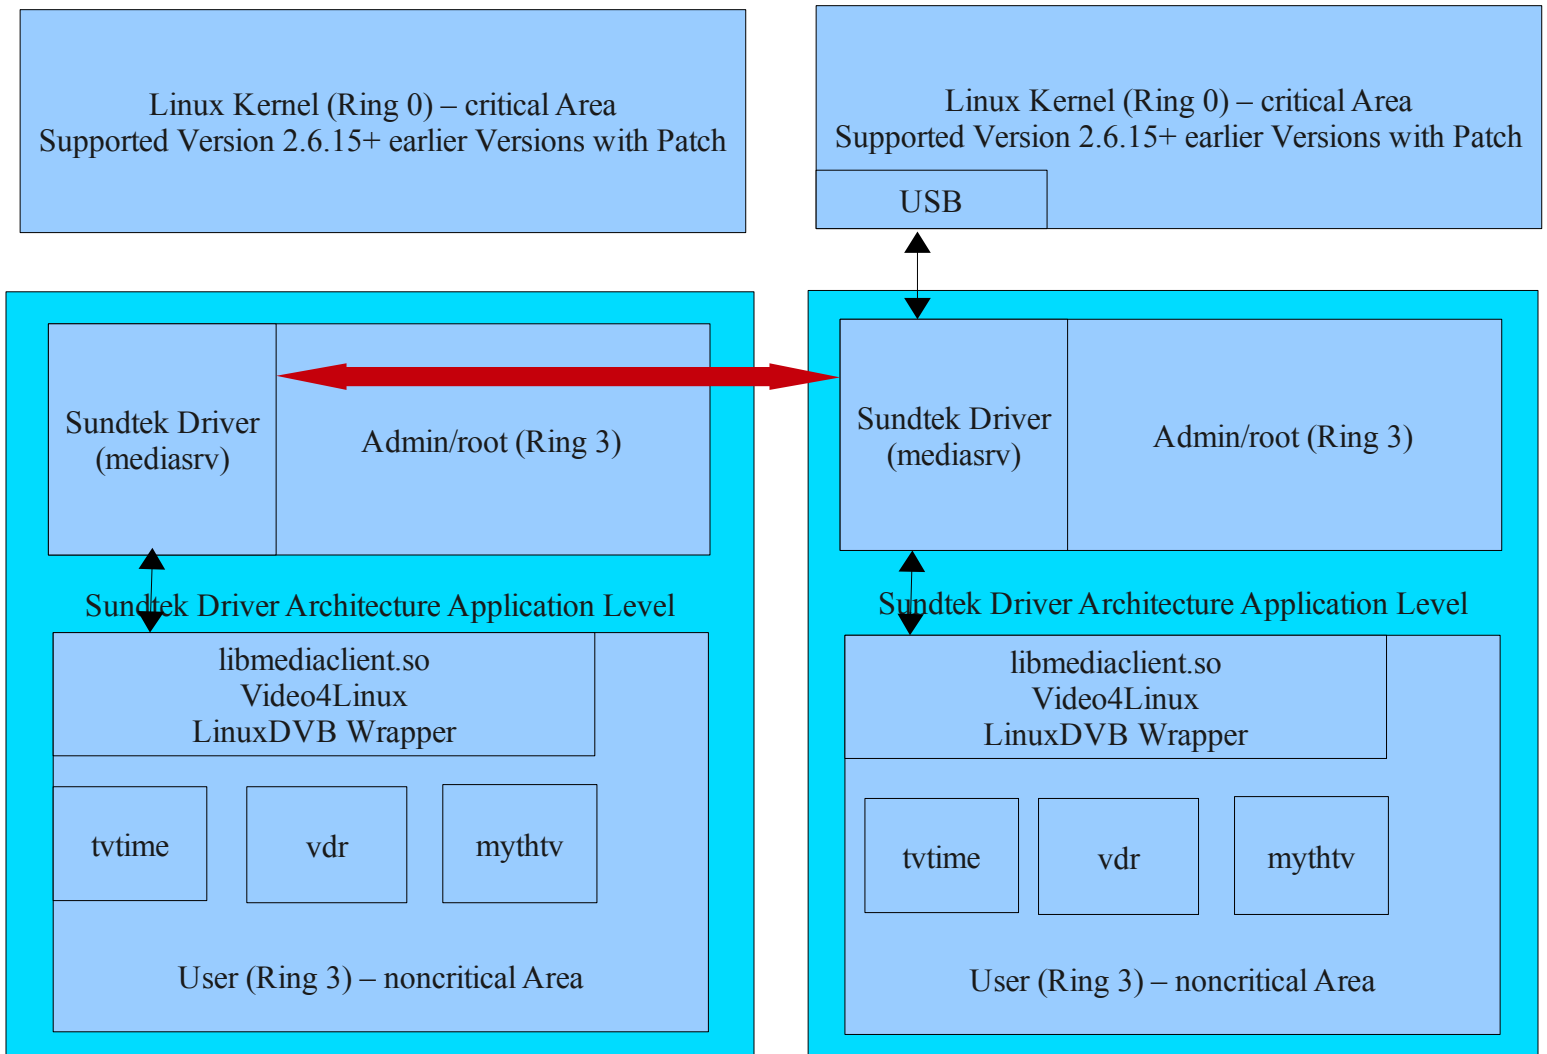 Linux Kernel (Ring 0) – critical Area
Supported Version 2.6.15+ earlier Versions with Patch
Sundtek Driver
(mediasrv)
Admin/root (Ring 3)
Sundtek Driver Architecture Application Level
libmediaclient.so
Video4Linux
LinuxDVB Wrapper
tvtime
vdr
mythtv
User (Ring 3) – noncritical Area
Linux Kernel (Ring 0) – critical Area
Supported Version 2.6.15+ earlier Versions with Patch
USB
Sundtek Driver
(mediasrv)
Admin/root (Ring 3)
Sundtek Driver Architecture Application Level
libmediaclient.so
Video4Linux
LinuxDVB Wrapper
tvtime
vdr
mythtv
User (Ring 3) – noncritical Area